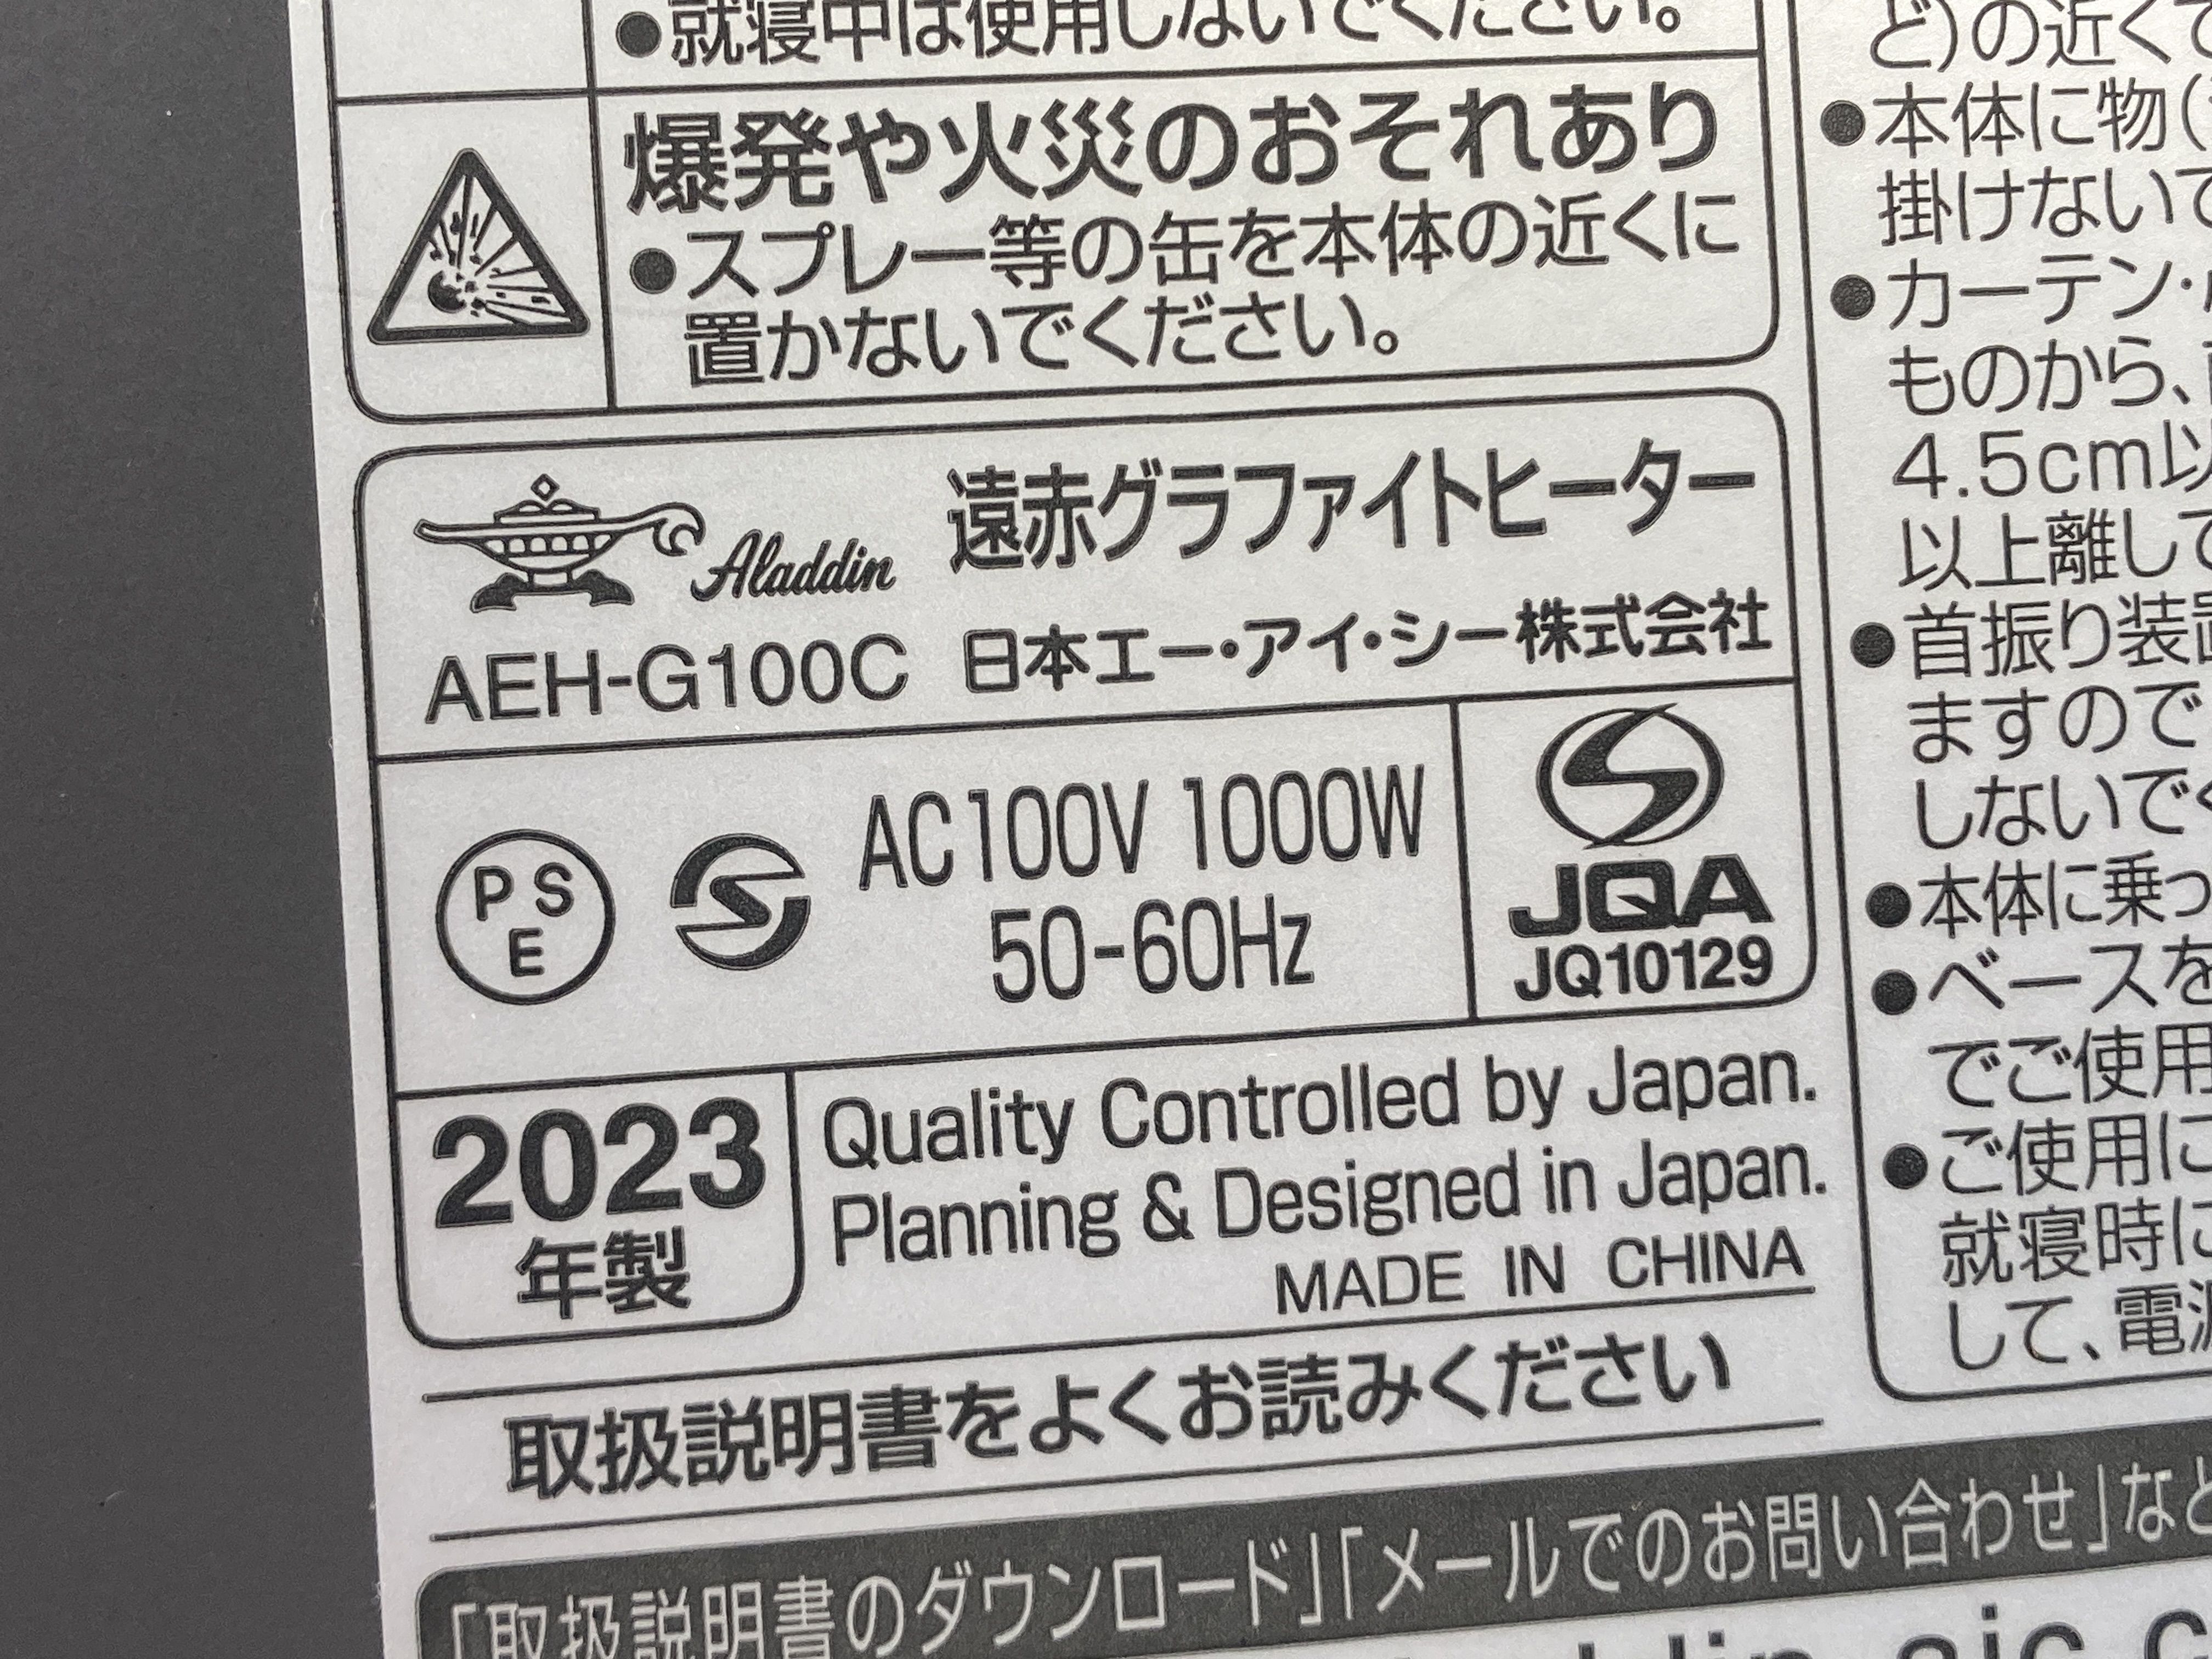 ●就寝中は使用しないでください。
爆発や火災のおそれあり
●スプレー等の缶を本体の近くに
置かないでください。
Aladdin
遠赤グラファイトヒーター
AEH-G100C
日本エー・アイ・シー株式会社
P S
E
AC100V 1000W
50-60Hz
JQA
JQ10129
2023
年製
Quality Controlled by Japan.
Planning & Designed in Japan.
MADE IN CHINA
取扱説明書をよくお読みください
ど)の近くで
●本体に物(
掛けないで
●カーテン・
ものから、
4.5cm以
以上離して
●首振り装置
ますので
しないでく
●本体に乗っ
●ベースを
でご使用
●ご使用に
就寝時に
して、電源
「取扱説明書のダウンロード」「メールでのお問い合わせ」など